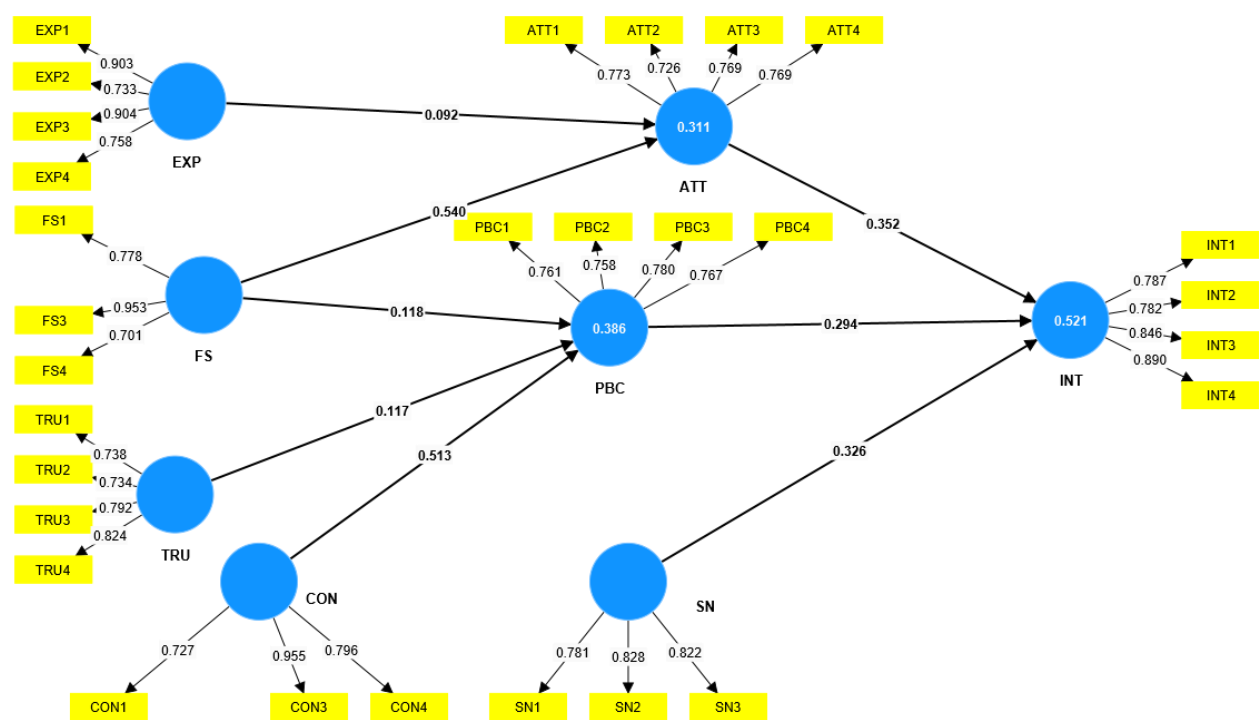 EXP1
EXP2
EXP3
EXP4
0.903
0.733
0.904
0.758
EXP
ATT1
ATT2
ATT3
ATT4
0.773
0.726
0.769
0.769
0.311
ATT
0.092
0.540
FS1
FS3
FS4
0.778
0.953
0.701
FS
0.118
PBC1
PBC2
PBC3
PBC4
0.761
0.758
0.780
0.767
0.386
PBC
0.352
0.294
0.326
INT1
INT2
INT3
INT4
0.787
0.782
0.846
0.890
0.521
INT
TRU1
TRU2
TRU3
TRU4
0.738
0.734
0.792
0.824
TRU
0.117
0.513
CON
0.727
0.955
0.796
CON1
CON3
CON4
SN
0.781
0.828
0.822
SN1
SN2
SN3